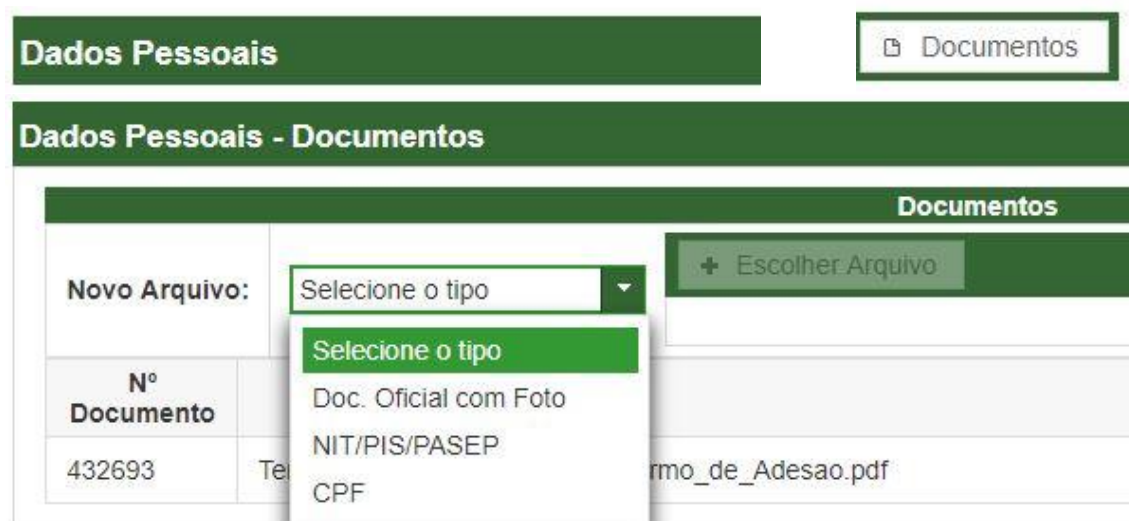 Dados Pessoais
Documentos
Dados Pessoais - Documentos
Documentos
Novo Arquivo:
Selecione o tipo
+ Escolher Arquivo
Selecione o tipo
Doc. Oficial com Foto
NIT/PIS/PASEP
CPF
Nº
Documento
432693 rmo_de_Adesao.pdf